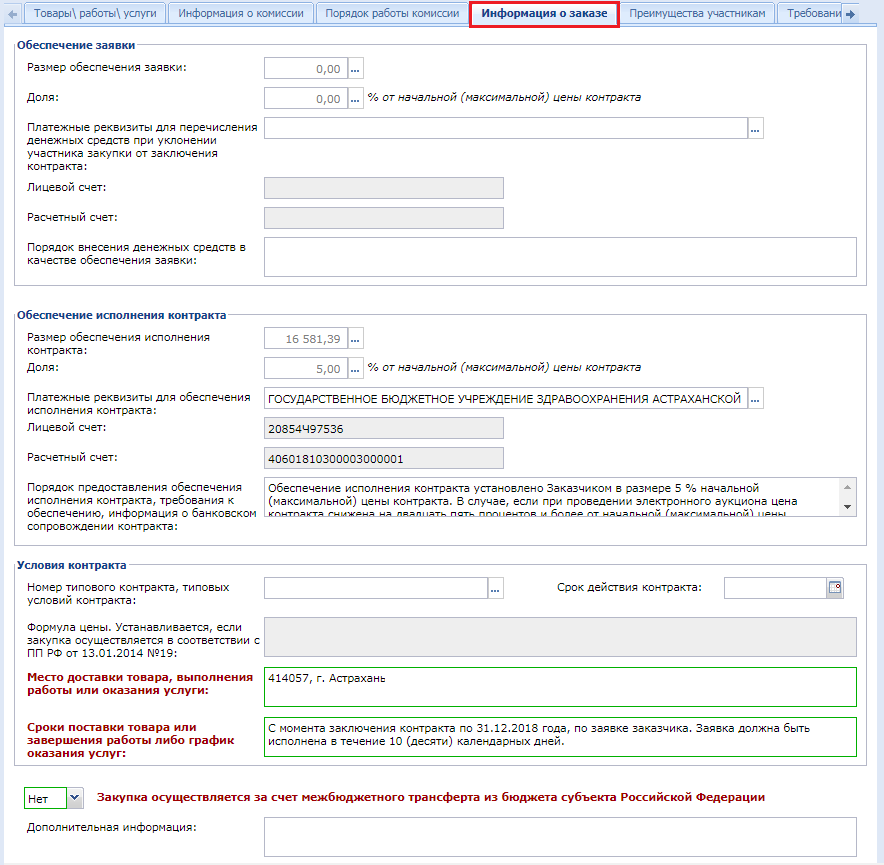 Товары\ работы\ услуги
Информация о комиссии
Порядок работы комиссии
Информация о заказе
Преимущества участникам
Требовани
Обеспечение заявки
Размер обеспечения заявки:
0,00
...
Доля:
0,00
...
% от начальной (максимальной) цены контракта
Платежные реквизиты для перечисления
денежных средств при уклонении
участника закупки от заключения
контракта:
...
Лицевой счет:
Расчетный счет:
Порядок внесения денежных средств в
качестве обеспечения заявки:
Обеспечение исполнения контракта
Размер обеспечения исполнения
контракта:
16 581,39
...
Доля:
5,00
...
% от начальной (максимальной) цены контракта
Платежные реквизиты для обеспечения
исполнения контракта:
ГОСУДАРСТВЕННОЕ БЮДЖЕТНОЕ УЧРЕЖДЕНИЕ ЗДРАВООХРАНЕНИЯ АСТРАХАНСКОЙ
...
Лицевой счет:
20854Ч97536
Расчетный счет:
40601810300003000001
Порядок предоставления обеспечения
исполнения контракта, требования к
обеспечению, информация о банковском
сопровождении контракта:
Обеспечение исполнения контракта установлено Заказчиком в размере 5 % начальной
(максимальной) цены контракта. В случае, если при проведении электронного аукциона цена
контракта снижена на двадцать пять процентов и более от начальной (максимальной) цены
Условия контракта
Номер типового контракта, типовых
условий контракта:
...
Срок действия контракта:
Формула цены. Устанавливается, если
закупка осуществляется в соответствии с
ПП РФ от 13.01.2014 №19:
Место доставки товара, выполнения
работы или оказания услуги:
414057, г. Астрахань
Сроки поставки товара или
завершения работы либо график
оказания услуг:
С момента заключения контракта по 31.12.2018 года, по заявке заказчика. Заявка должна быть
исполнена в течение 10 (десяти) календарных дней.
Нет
Закупка осуществляется за счет межбюджетного трансферта из бюджета субъекта Российской Федерации
Дополнительная информация: